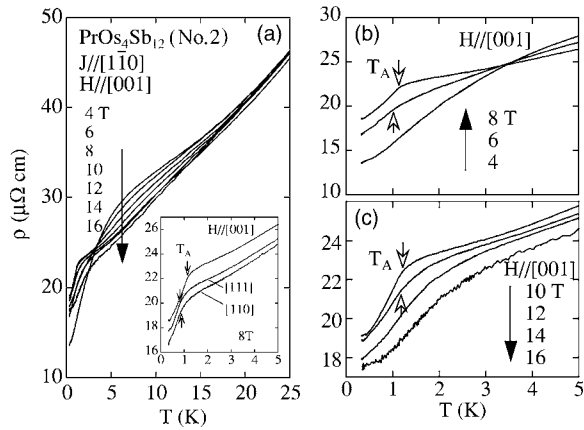 PrOs4Sb12 (No.2)
(a)
J//[11̄0]
H//[001]
4 T
6
8
10
12
14
16
50
40
30
20
10
ρ (μΩ cm)
0
5
10
15
20
25
T (K)
H//[001]
TA
[111]
[110]
8T
26
24
22
20
18
16
0
1
2
3
4
5
(b)
H//[001]
TA
8 T
6
4
30
25
20
15
10
(c)
TA
H//[001]
10 T
12
14
16
24
22
20
18
16
0
1
2
3
4
5
T (K)